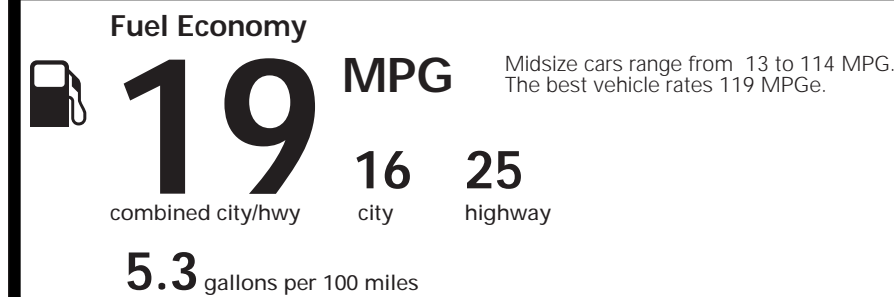 Fuel Economy
19 MPG
Midsize cars range from 13 to 114 MPG.
The best vehicle rates 119 MPGe.
16 25
combined city/hwy city highway
5.3 gallons per 100 miles